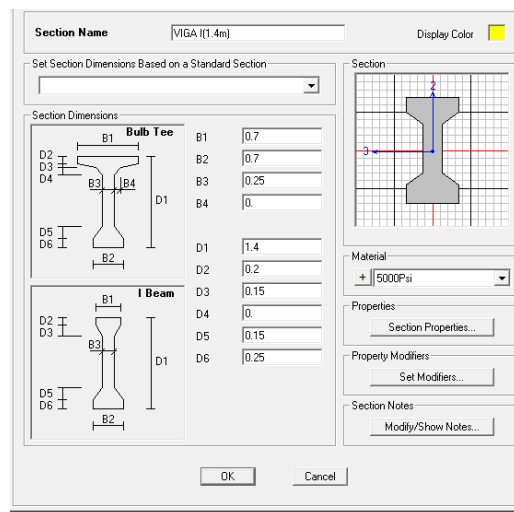 Section Name VIGA I(1.4m) Display Color
Set Section Dimensions Based on a Standard Section
Section
2
3
Section Dimensions
Bulb Tee
B1
D2
D3
D4
B3 B4
D1
D5
D6
B2
I Beam
B1
D2
D3
B3
D1
D5
D6
B2
B1 0.7
B2 0.7
B3 0.25
B4 0.
D1 1.4
D2 0.2
D3 0.15
D4 0.
D5 0.15
D6 0.25
Material
+ 5000Psi
Properties
Section Properties...
Property Modifiers
Set Modifiers...
Section Notes
Modify/Show Notes...
OK Cancel